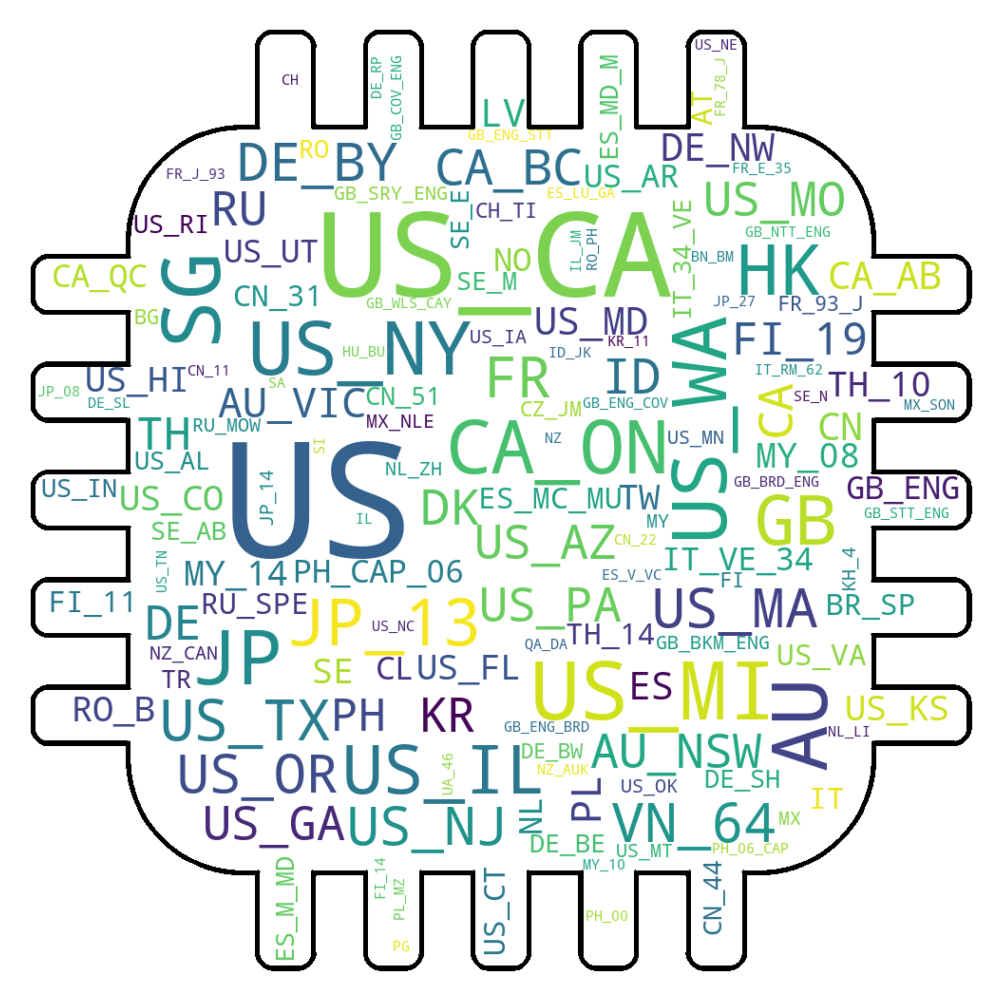 US_NE
CH
DE_RP
GB_COV_ENG
ES_MD_M
FR_78_J
AT
LV
GB_ENG_STT
RO
DE_BY
CA_BC
DE_NW
FR_J_93
US_AR
FR_E_35
GB_SRY_ENG
ES_LU_GA
US_MO
RU
US_RI
SE_E
CH_TI
IT_34_VE
US_CA
GB_NTT_ENG
US_UT
IL_JM
RO_PH
NO
BN_BM
HK
CA_QC
SG
SE_M
CA_AB
CN_31
GB_WLS_CAY
JP_27
FR_93_J
BG
US_NY
US_IA
US_MD
KR_11
FI_19
HU_BU
ID_JK
US_WA
CN_11
US_HI
SA
FR
ID
IT_RM_62
TH_10
JP_08
DE_SL
AU_VIC
CN_51
CZ_JM
GB_ENG_COV
CA
SE_N
MX_SON
RU_MOW
MX_NLE
TH
SI
CA_ON
NZ
US_MN
CN
US_AL
US
NL_ZH
MY_08
US_IN
JP_14
GB_BRD_ENG
GB_ENG
US_CO
DK
ES_MC_MU
TW
GB_STT_ENG
SE_AB
IL
MY
GB
US_AZ
CN_22
US_TN
MY_14
PH_CAP_06
ES_V_VC
IT_VE_34
FI
KH_4
FI_11
RU_SPE
US_PA
US_MA
BR_SP
DE
JP_13
US_NC
TH_14
NZ_CAN
JP
QA_DA
GB_BKM_ENG
US_VA
TR
SE
CL
US_FL
ES
US_MI
RO_B
US_TX
PH
KR
AU
US_KS
GB_ENG_BRD
NL_LI
DE_BW
AU_NSW
US_OR
US_IL
UA_46
NZ_AUK
US_OK
DE_SH
PL
IT
US_GA
US_NJ
NL
VN_64
MX
DE_BE
US_MT
PH_06_CAP
MY_10
ES_M_MD
FI_14
PL_MZ
US_CT
PH_00
CN_44
PG